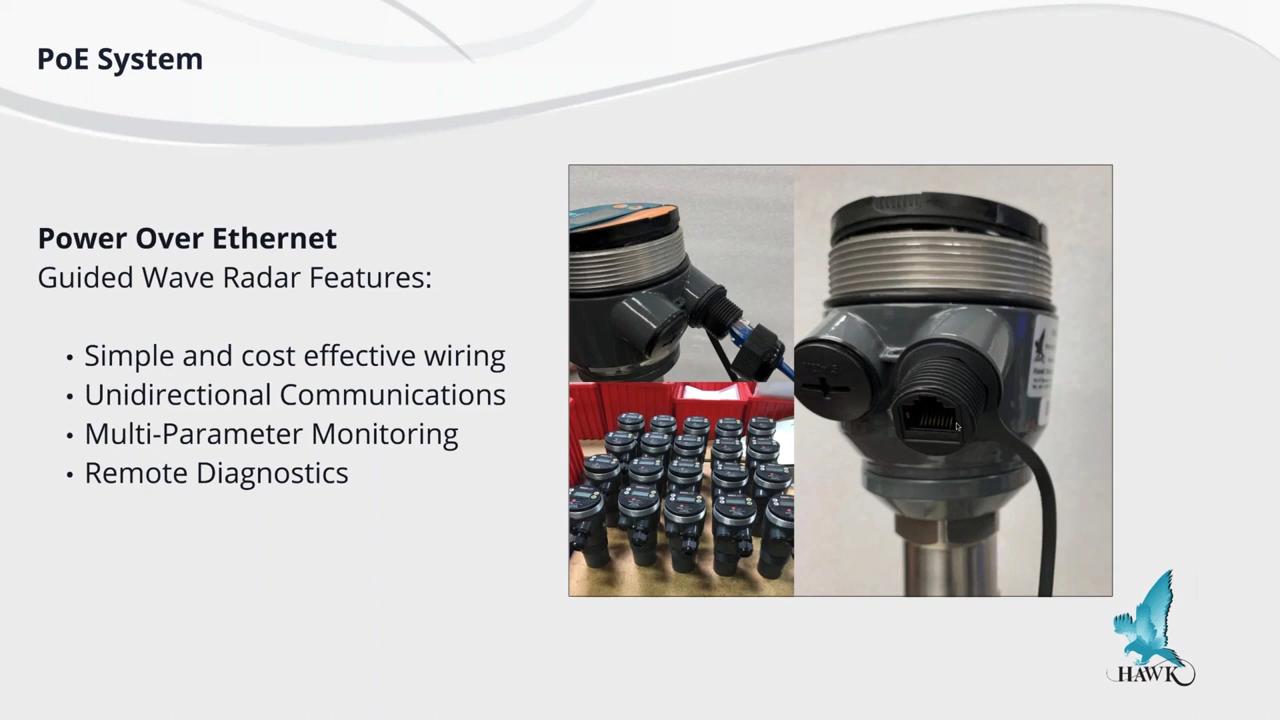 PoE System
Power Over Ethernet
Guided Wave Radar Features:
• Simple and cost effective wiring
• Unidirectional Communications
• Multi-Parameter Monitoring
• Remote Diagnostics
HAWK